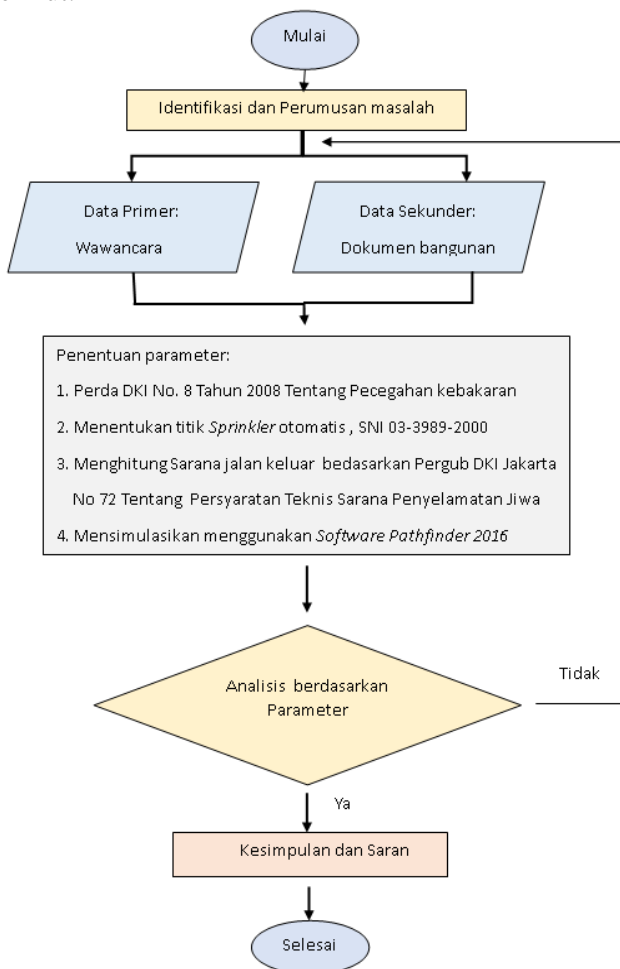 Mulai
Identifikasi dan Perumusan masalah
Data Primer:
Wawancara
Data Sekunder:
Dokumen bangunan
Penentuan parameter:
1. Perda DKI No. 8 Tahun 2008 Tentang Pecegahan kebakaran
2. Menentukan titik Sprinkler otomatis , SNI 03-3989-2000
3. Menghitung Sarana jalan keluar bedasarkan Pergub DKI Jakarta
No 72 Tentang Persyaratan Teknis Sarana Penyelamatan Jiwa
4. Mensimulasikan menggunakan Software Pathfinder 2016
Analisis berdasarkan
Parameter
Tidak
Ya
Kesimpulan dan Saran
Selesai